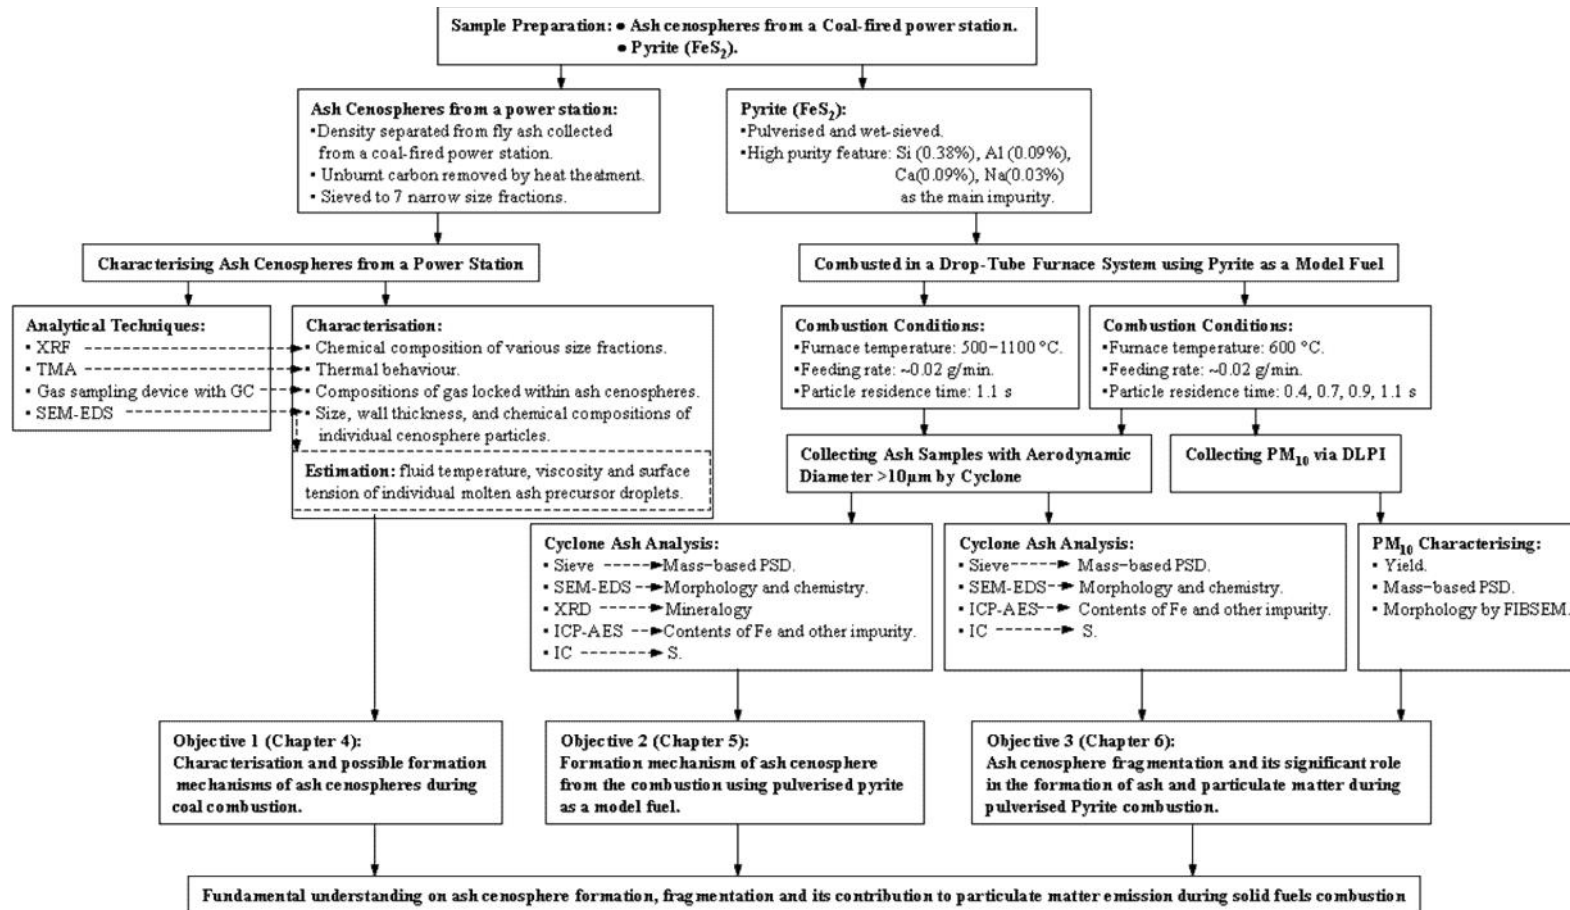 Sample Preparation: • Ash cenospheres from a Coal-fired power station.
• Pyrite (FeS₂).
Ash Cenospheres from a power station:
▪Density separated from fly ash collected
from a coal-fired power station.
▪ Unburnt carbon removed by heat theatment.
▪ Sieved to 7 narrow size fractions.
Pyrite (FeS₂):
▪Pulverised and wet-sieved.
▪High purity feature: Si (0.38%), Al (0.09%),
Ca(0.09%), Na(0.03%)
as the main impurity.
Characterising Ash Cenospheres from a Power Station
Combusted in a Drop-Tube Furnace System using Pyrite as a Model Fuel
Analytical Techniques:
▪ XRF
▪ TMA
▪ Gas sampling device with GC
▪ SEM-EDS
Characterisation:
▪ Chemical composition of various size fractions.
▪ Thermal behaviour.
▪ Compositions of gas locked within ash cenospheres.
▪ Size, wall thickness, and chemical compositions of
individual cenosphere particles.
Estimation: fluid temperature, viscosity and surface
tension of individual molten ash precursor droplets.
Combustion Conditions:
▪Furnace temperature: 500−1100 °C.
▪Feeding rate: ~0.02 g/min.
▪Particle residence time: 1.1 s
Combustion Conditions:
▪Furnace temperature: 600 °C.
▪Feeding rate: ~0.02 g/min.
▪Particle residence time: 0.4, 0.7, 0.9, 1.1 s
Collecting Ash Samples with Aerodynamic
Diameter >10μm by Cyclone
Collecting PM₁₀ via DLPI
Cyclone Ash Analysis:
▪ Sieve Mass−based PSD.
▪ SEM-EDS Morphology and chemistry.
▪ XRD Mineralogy
▪ ICP-AES Contents of Fe and other impurity.
▪ IC S.
Cyclone Ash Analysis:
▪ Sieve Mass−based PSD.
▪ SEM-EDS Morphology and chemistry.
▪ ICP-AES Contents of Fe and other impurity.
▪ IC S.
PM₁₀ Characterising:
▪ Yield.
▪ Mass−based PSD.
▪ Morphology by FIBSEM.
Objective 1 (Chapter 4):
Characterisation and possible formation
mechanisms of ash cenospheres during
coal combustion.
Objective 2 (Chapter 5):
Formation mechanism of ash cenosphere
from the combustion using pulverised pyrite
as a model fuel.
Objective 3 (Chapter 6):
Ash cenosphere fragmentation and its significant role
in the formation of ash and particulate matter during
pulverised Pyrite combustion.
Fundamental understanding on ash cenosphere formation, fragmentation and its contribution to particulate matter emission during solid fuels combustion